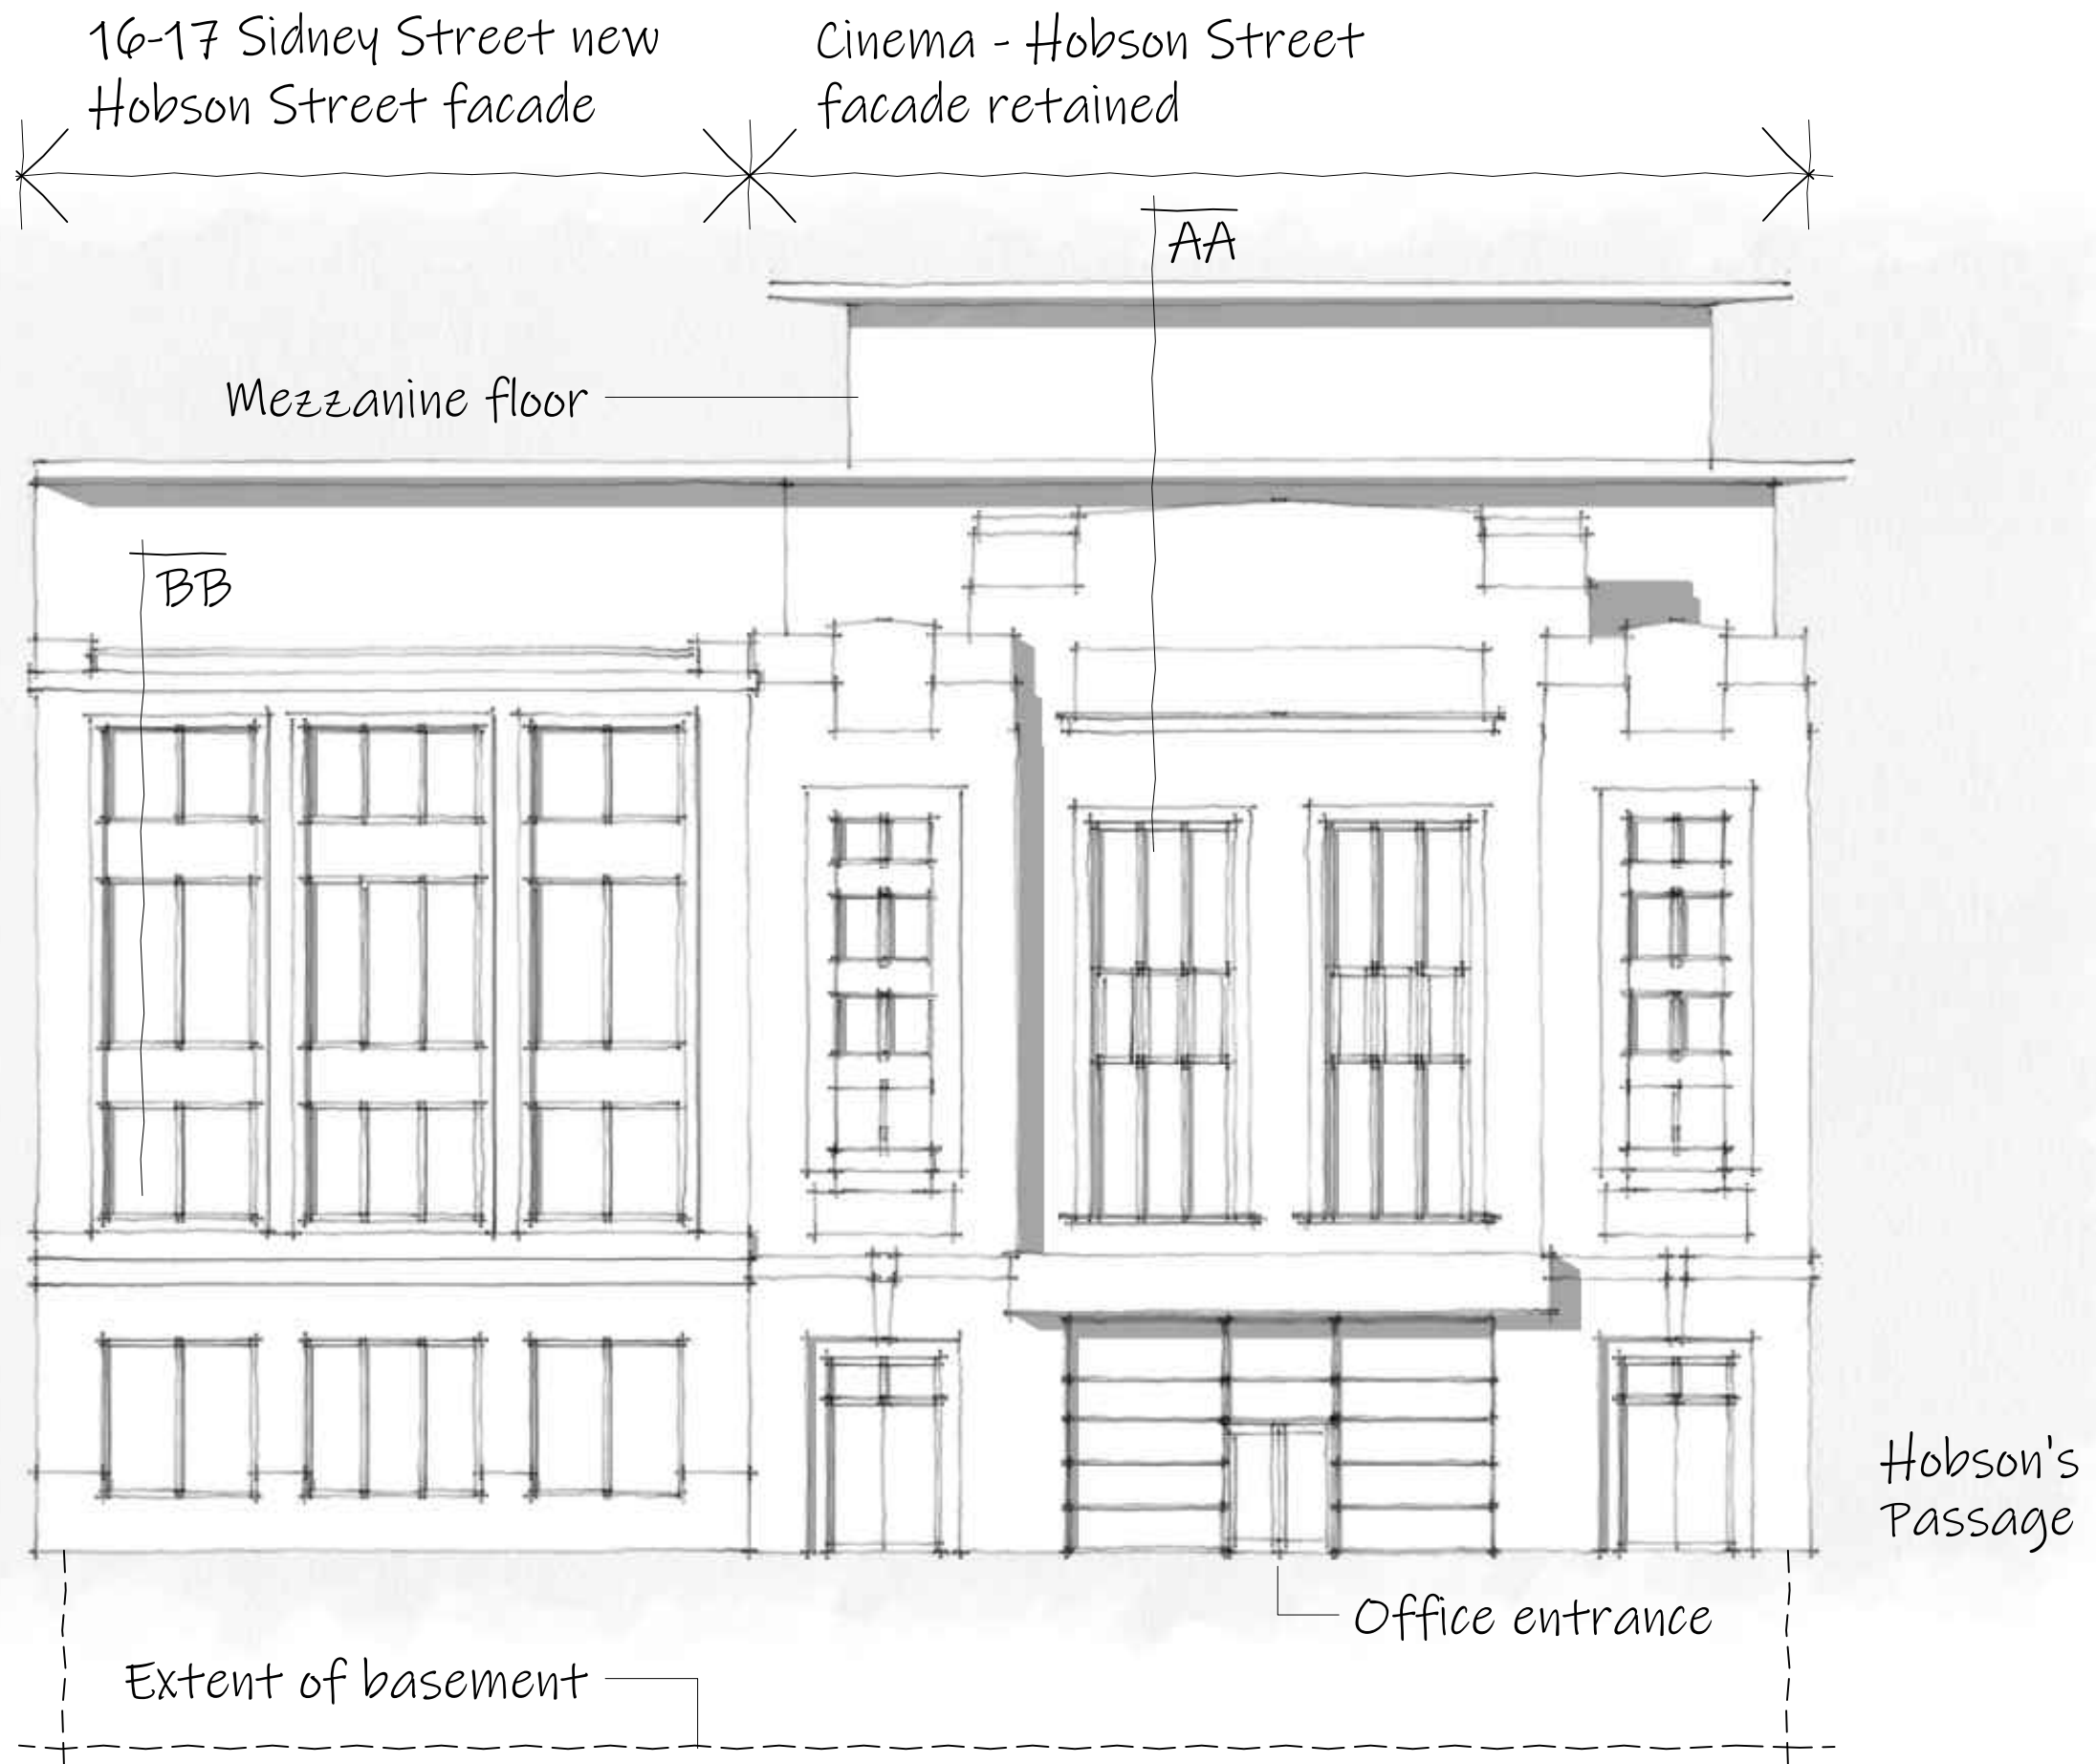 16-17 Sidney Street new
Hobson Street facade
Cinema - Hobson Street
facade retained
AA
Mezzanine floor
BB
Hobson's
Passage
Office entrance
Extent of basement